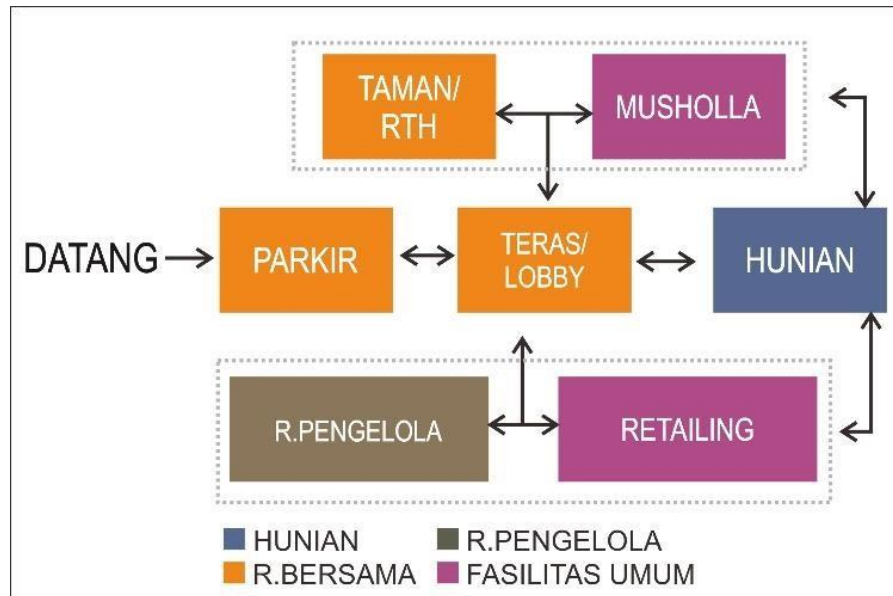 TAMAN/
RTH
MUSHOLLA
DATANG
PARKIR
TERAS/
LOBBY
HUNIAN
R.PENGELOLA
RETAILING
HUNIAN
R.PENGELOLA
R.BERSAMA
FASILITAS UMUM